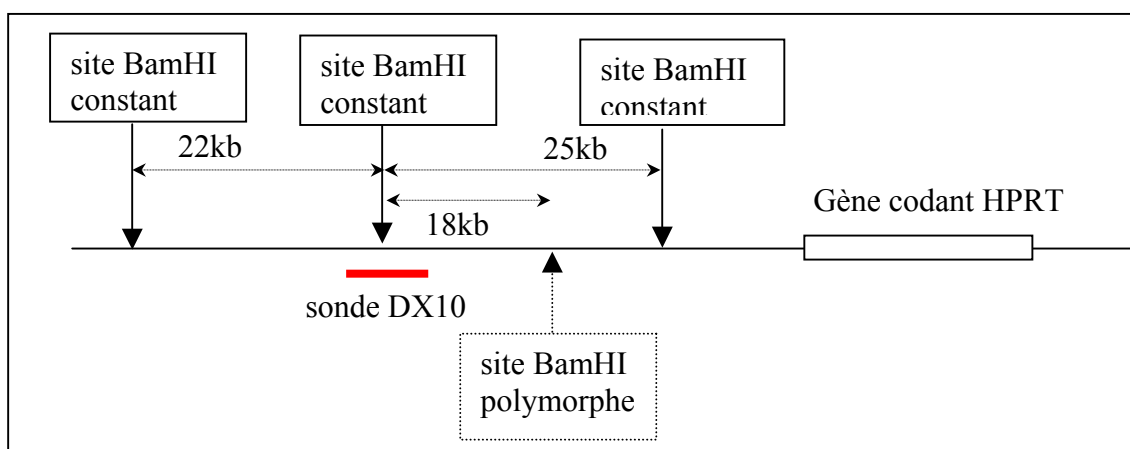 site BamHI
constant
site BamHI
constant
site BamHI
constant
22kb
25kb
18kb
Gène codant HPRT
sonde DX10
site BamHI
polymorphe